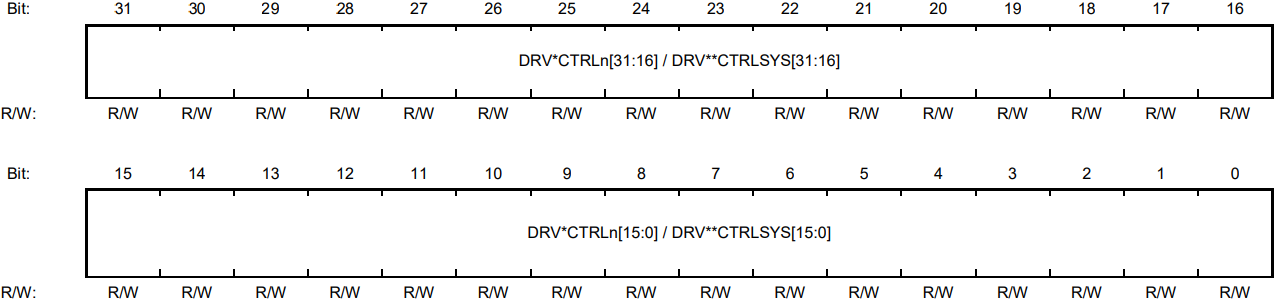 Bit: 31 30 29 28 27 26 25 24 23 22 21 20 19 18 17 16
DRV*CTRLn[31:16] / DRV**CTRLSYS[31:16]
R/W: R/W R/W R/W R/W R/W R/W R/W R/W R/W R/W R/W R/W R/W R/W R/W R/W
Bit: 15 14 13 12 11 10 9 8 7 6 5 4 3 2 1 0
DRV*CTRLn[15:0] / DRV**CTRLSYS[15:0]
R/W: R/W R/W R/W R/W R/W R/W R/W R/W R/W R/W R/W R/W R/W R/W R/W R/W